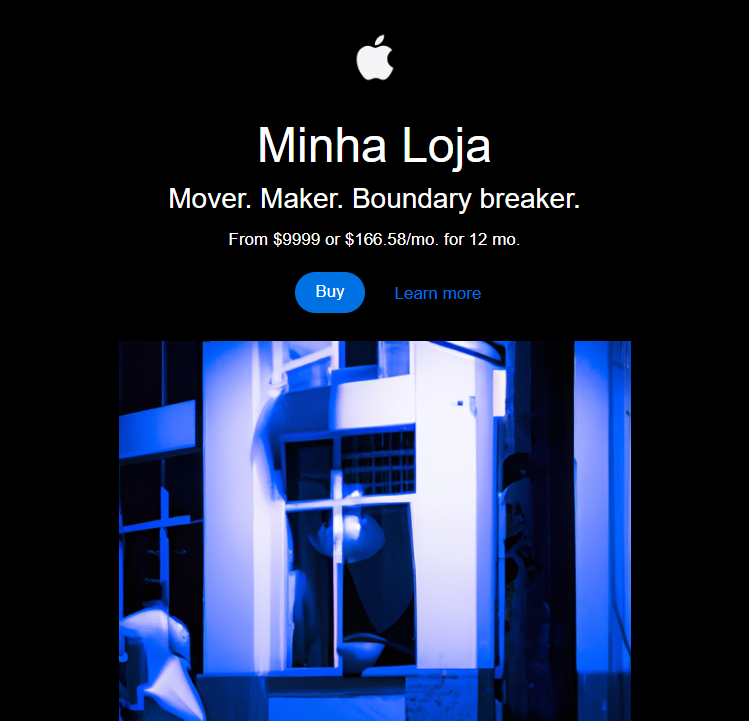 Minha Loja
Mover. Maker. Boundary breaker.
From $9999 or $166.58/mo. for 12 mo.
Buy
Learn more